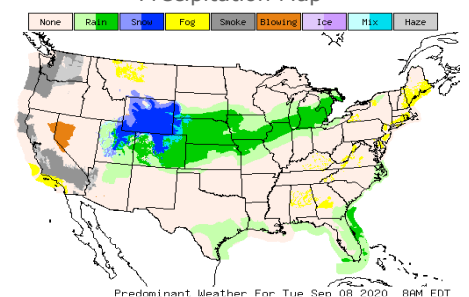 Precipitation Map
None Rain Snow Fog Smoke Blowing Ice Mix Haze
Predominant Weather For Tue Sep 08 2020 8AM EDT